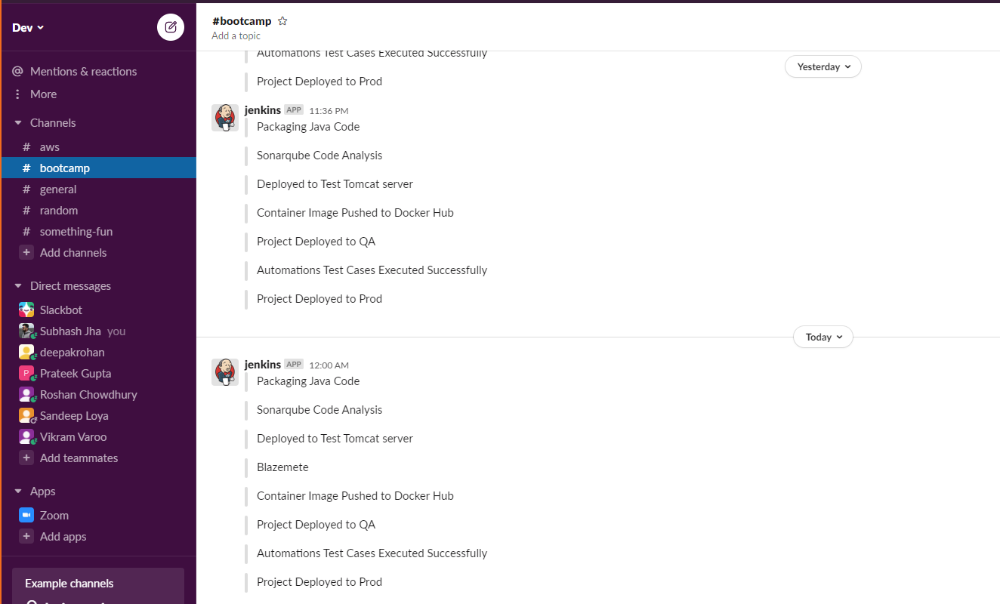 Dev
Mentions & reactions
More
Channels
# aws
# bootcamp
# general
# random
# something-fun
+ Add channels
Direct messages
Slackbot
Subhash Jha you
deepakrohan
P Prateek Gupta
Roshan Chowdhury
Sandeep Loya
Vikram Varoo
+ Add teammates
Apps
Zoom
+ Add apps
Example channels
#bootcamp
Add a topic
Automations Test Cases Executed Successfully
Yesterday
Project Deployed to Prod
jenkins APP 11:36 PM
Packaging Java Code
Sonarqube Code Analysis
Deployed to Test Tomcat server
Container Image Pushed to Docker Hub
Project Deployed to QA
Automations Test Cases Executed Successfully
Project Deployed to Prod
Today
jenkins APP 12:00 AM
Packaging Java Code
Sonarqube Code Analysis
Deployed to Test Tomcat server
Blazemete
Container Image Pushed to Docker Hub
Project Deployed to QA
Automations Test Cases Executed Successfully
Project Deployed to Prod